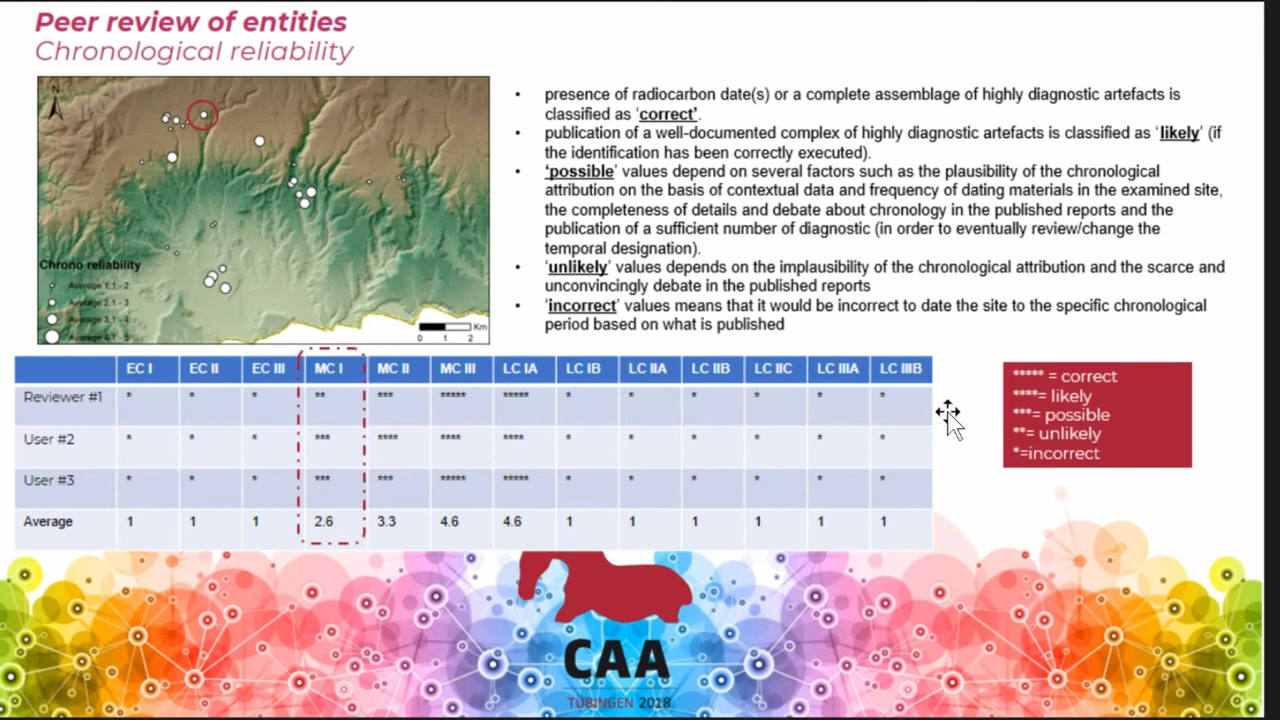 Peer review of entities
Chronological reliability
N
Chrono reliability
Average 1.1 - 2
Average 2.1 - 3
Average 3.1 - 4
Average 4.1 - 5
Km
0 1 2
• presence of radiocarbon date(s) or a complete assemblage of highly diagnostic artefacts is
classified as ‘correct’.
• publication of a well-documented complex of highly diagnostic artefacts is classified as ‘likely’ (if
the identification has been correctly executed).
• ‘possible’ values depend on several factors such as the plausibility of the chronological
attribution on the basis of contextual data and frequency of dating materials in the examined site,
the completeness of details and debate about chronology in the published reports and the
publication of a sufficient number of diagnostic (in order to eventually review/change the
temporal designation).
• ‘unlikely’ values depends on the implausibility of the chronological attribution and the scarce and
unconvincingly debate in the published reports
• ‘incorrect’ values means that it would be incorrect to date the site to the specific chronological
period based on what is published
EC I EC II EC III MC I MC II MC III LC IA LC IB LC IIA LC IIB LC IIC LC IIIA LC IIIB
Reviewer #1 * * * ** *** ***** ***** * * * * * *
User #2 * * * *** **** **** **** * * * * * *
User #3 * * * *** *** ***** ***** * * * * * *
Average 1 1 1 2.6 3.3 4.6 4.6 1 1 1 1 1 1
***** = correct
****= likely
***= possible
**= unlikely
*=incorrect
CAA
TÜBINGEN 2018